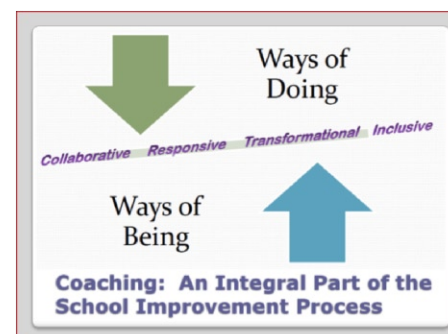 Ways of
Doing
Collaborative Responsive Transformational Inclusive
Ways of
Being
Coaching: An Integral Part of the
School Improvement Process